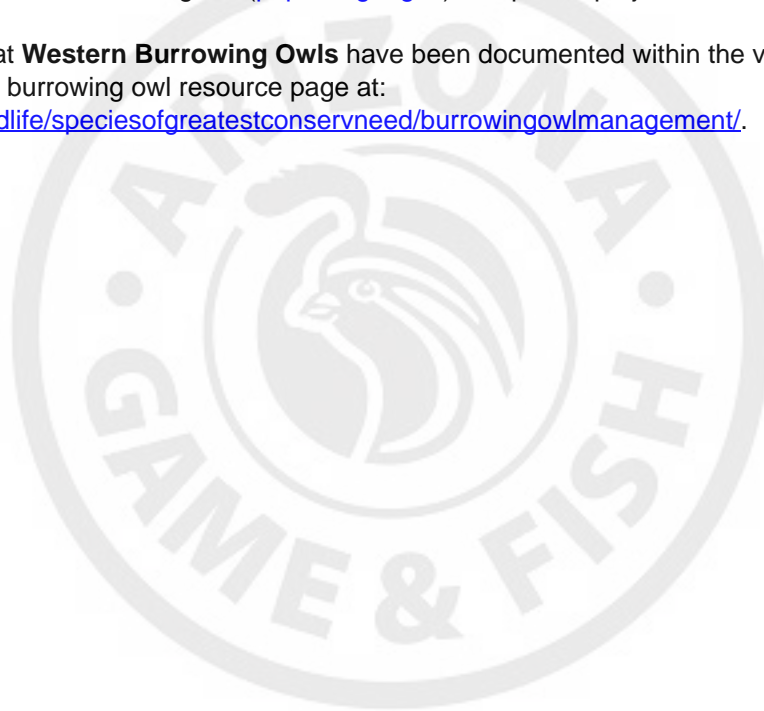 at Western Burrowing Owls have been documented within the v
burrowing owl resource page at:
dlife/speciesofgreatestconservneed/burrowingowlmanagement/.
ARIZONA
GAME & FISH